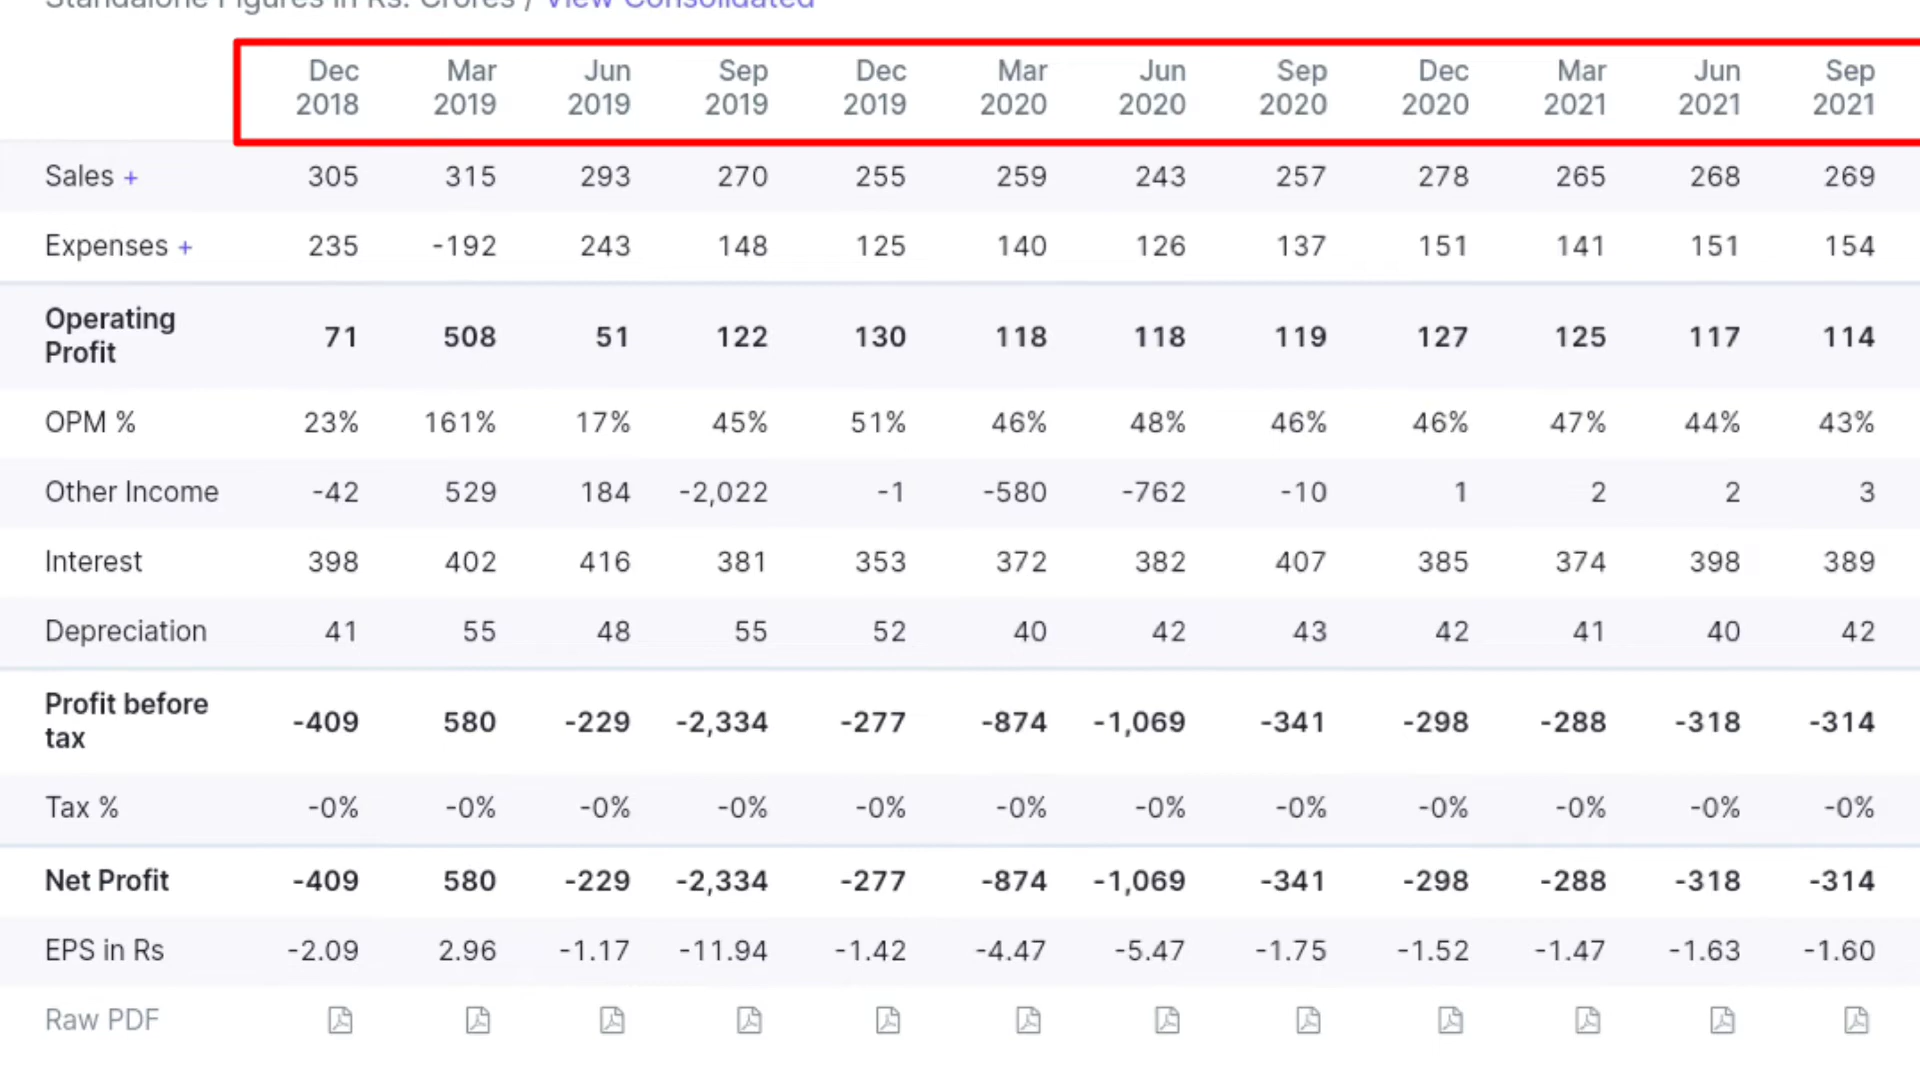 Standalone Figures in Rs. Crores / View Consolidated
Dec Mar Jun Sep Dec Mar Jun Sep Dec Mar Jun Sep
2018 2019 2019 2019 2019 2020 2020 2020 2020 2021 2021 2021
Sales + 305 315 293 270 255 259 243 257 278 265 268 269
Expenses + 235 -192 243 148 125 140 126 137 151 141 151 154
Operating
Profit 71 508 51 122 130 118 118 119 127 125 117 114
OPM % 23% 161% 17% 45% 51% 46% 48% 46% 46% 47% 44% 43%
Other Income -42 529 184 -2,022 -1 -580 -762 -10 1 2 2 3
Interest 398 402 416 381 353 372 382 407 385 374 398 389
Depreciation 41 55 48 55 52 40 42 43 42 41 40 42
Profit before
tax -409 580 -229 -2,334 -277 -874 -1,069 -341 -298 -288 -318 -314
Tax % -0% -0% -0% -0% -0% -0% -0% -0% -0% -0% -0% -0%
Net Profit -409 580 -229 -2,334 -277 -874 -1,069 -341 -298 -288 -318 -314
EPS in Rs -2.09 2.96 -1.17 -11.94 -1.42 -4.47 -5.47 -1.75 -1.52 -1.47 -1.63 -1.60
Raw PDF